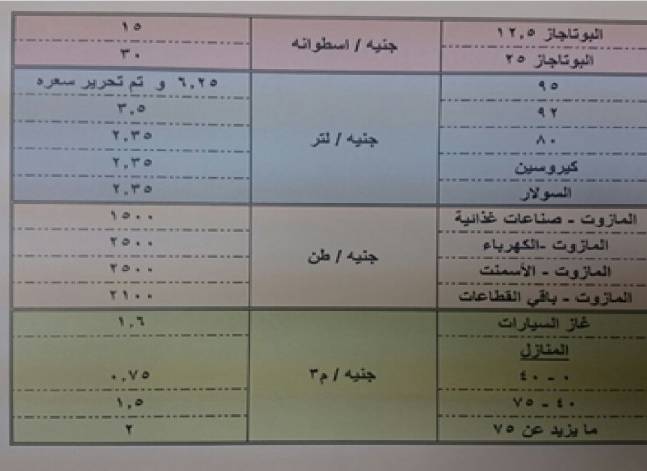 البوتاجاز ١٢,٥ جنيه / اسطوانه ١٥
البوتاجاز ٢٥ ٣٠
٩٥ ٦,٢٥ و تم تحرير سعره
٩٢ ٣,٥
٨٠ جنيه / لتر ٢,٣٥
كيروسين ٢,٣٥
السولار ٢,٣٥
المازوت - صناعات غذائية ١٥٠٠
المازوت -الكهرباء جنيه / طن ٢٥٠٠
المازوت - الأسمنت ٢٥٠٠
المازوت - باقي القطاعات ٢١٠٠
غاز السيارات ١,٦
المنازل
٠ - ٤٠ جنيه / م٣ ٠,٧٥
٤٠ - ٧٥ ١,٥
ما يزيد عن ٧٥ ٢